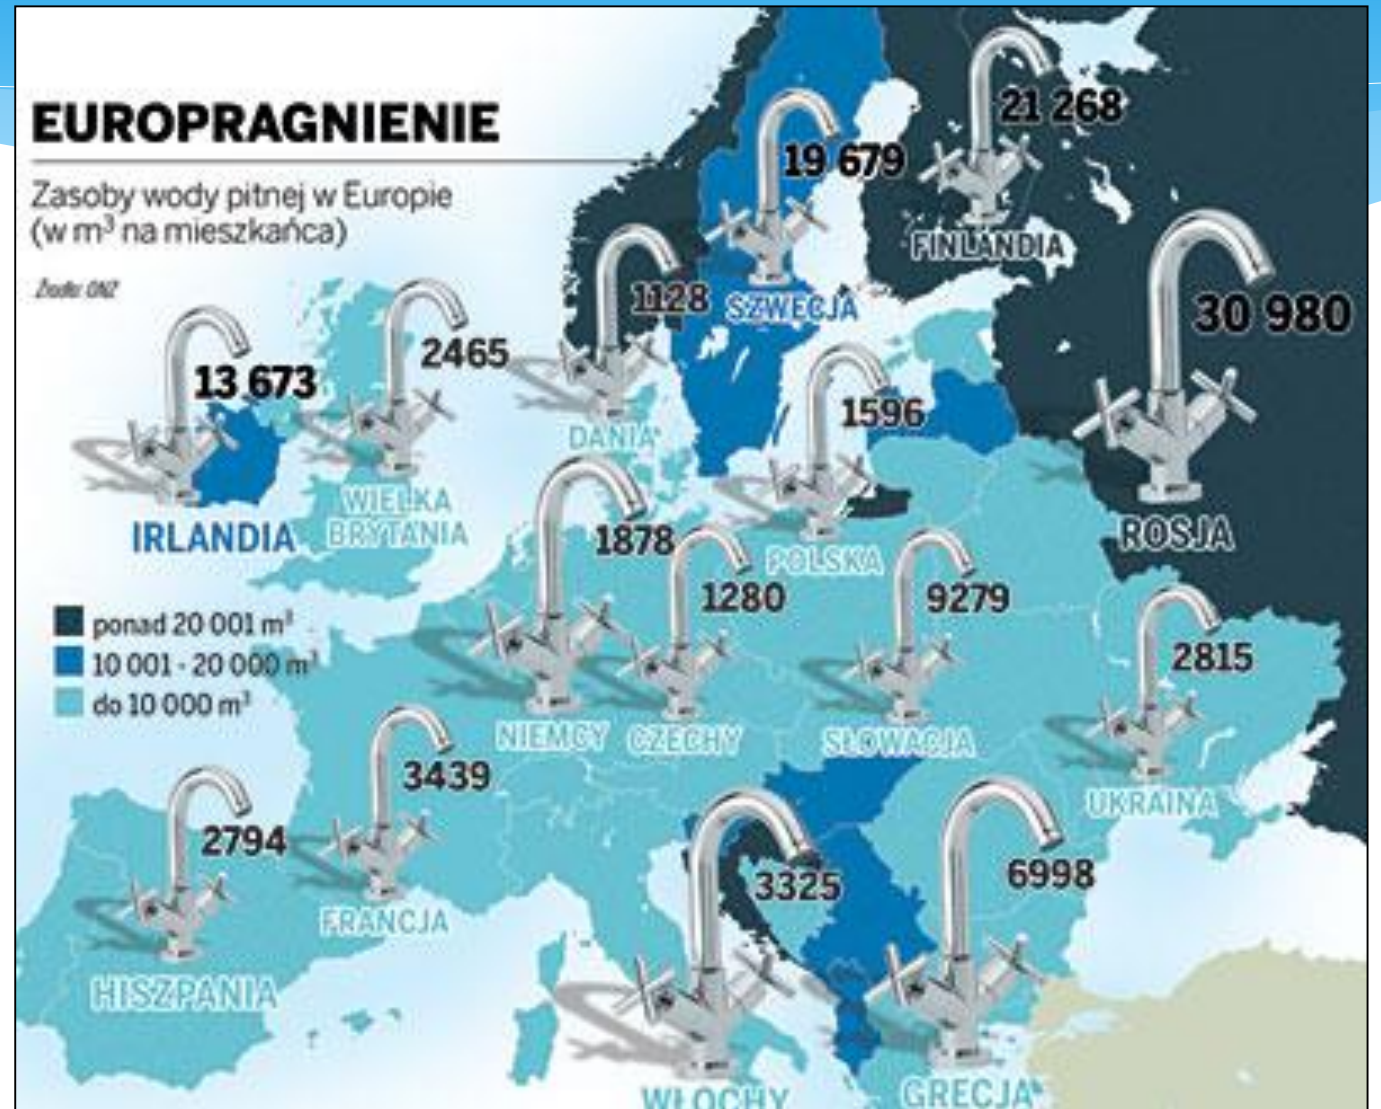 EUROPRAGNIENIE
Zasoby wody pitnej w Europie
(w m³ na mieszkańca)
Źródło: ONZ
21 268
FINLANDIA
19 679
SZWECJA
30 980
ROSJA
1128
DANIA
2465
WIELKA
BRYTANIA
13 673
IRLANDIA
1596
POLSKA
1878
NIEMCY
1280
CZECHY
9279
SŁOWACJA
2815
UKRAINA
ponad 20 001 m³
10 001 - 20 000 m³
do 10 000 m³
3439
FRANCJA
2794
HISZPANIA
3325
WŁOCHY
6998
GRECJA